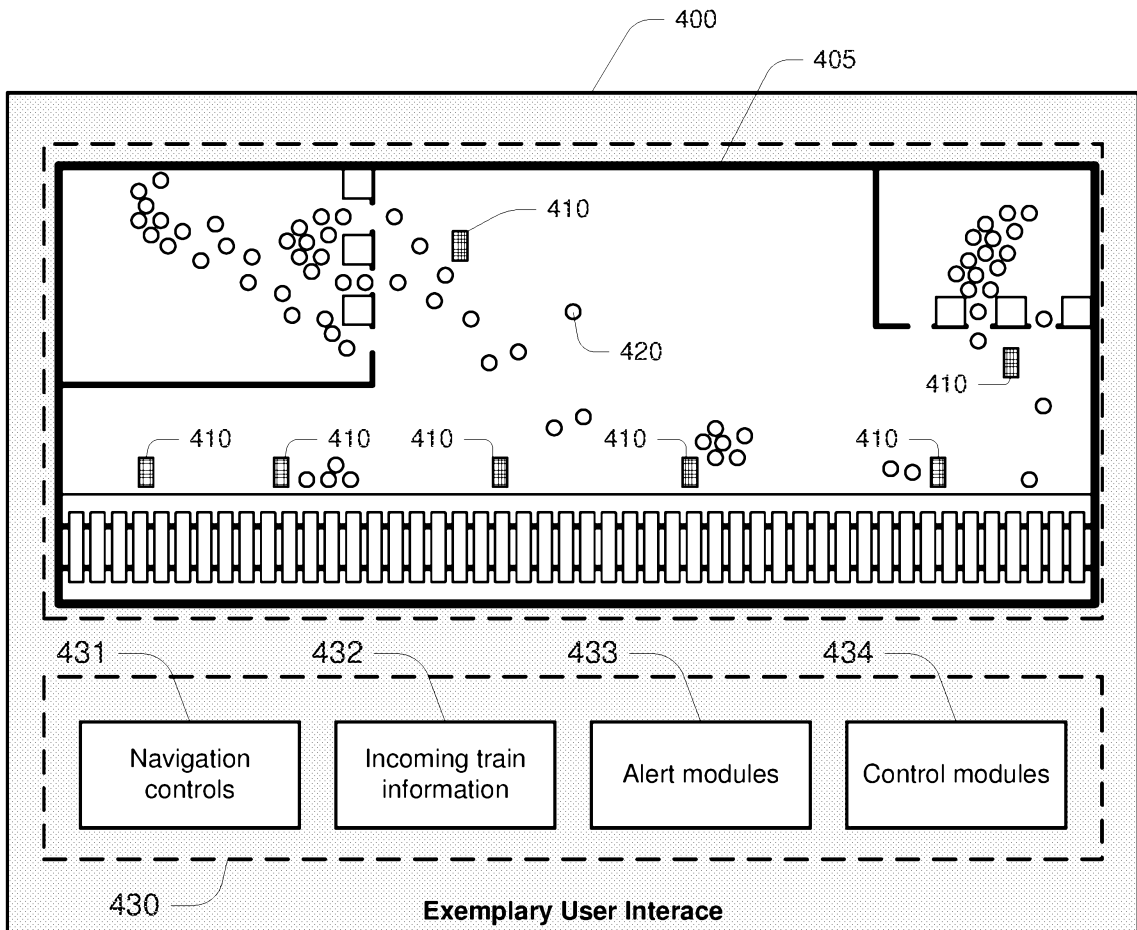 400
405
410
420
410
410
410
410
410
410
431
432
433
434
Navigation
controls
Incoming train
information
Alert modules
Control modules
430
Exemplary User Interace